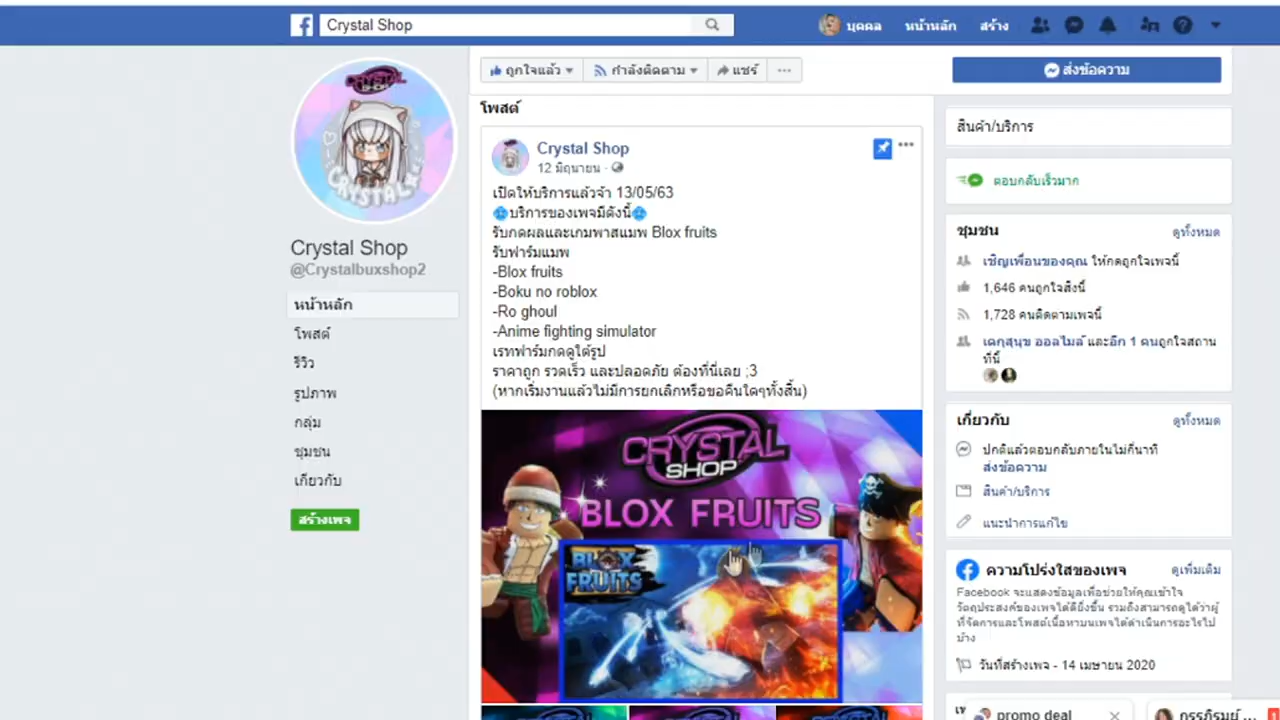 Crystal Shop
บุคคล
หน้าหลัก
สร้าง
CRYSTAL
SHOP
CRYSTAL
Crystal Shop
@Crystalbuxshop2
หน้าหลัก
โพสต์
รีวิว
รูปภาพ
กลุ่ม
ชุมชน
เกี่ยวกับ
สร้างเพจ
ถูกใจแล้ว
กำลังติดตาม
แชร์
ส่งข้อความ
โพสต์
Crystal Shop
12 มิถุนายน
เปิดให้บริการแล้วจ้า 13/05/63
บริการของเพจมีดังนี้
รับกดผลและเกมพาสแมพ Blox fruits
รับฟาร์มแมพ
-Blox fruits
-Boku no roblox
-Ro ghoul
-Anime fighting simulator
เรทฟาร์มกดดูใต้รูป
ราคาถูก รวดเร็ว และปลอดภัย ต้องที่นี่เลย ;3
(หากเริ่มงานแล้วไม่มีการยกเลิกหรือขอคืนใดๆทั้งสิ้น)
CRYSTAL
SHOP
BLOX FRUITS
BLOX
FRUITS
สินค้า/บริการ
ตอบกลับเร็วมาก
ชุมชน
ดูทั้งหมด
เชิญเพื่อนของคุณ ให้กดถูกใจเพจนี้
1,646 คนถูกใจสิ่งนี้
1,728 คนติดตามเพจนี้
เดกุสนุข ออลไมล์ และอีก 1 คนถูกใจสถาน
ที่นี้
เกี่ยวกับ
ดูทั้งหมด
ปกติแล้วตอบกลับภายในไม่กี่นาที
ส่งข้อความ
สินค้า/บริการ
แนะนำการแก้ไข
ความโปร่งใสของเพจ
ดูเพิ่มเติม
Facebook จะแสดงข้อมูลเพื่อช่วยให้คุณเข้าใจ
วัตถุประสงค์ของเพจได้ดียิ่งขึ้น รวมถึงสามารถดูได้ว่าผู้
ที่จัดการและโพสต์เนื้อหาบนเพจได้ดำเนินการอะไรไป
บ้าง
วันที่สร้างเพจ - 14 เมษายน 2020
promo deal